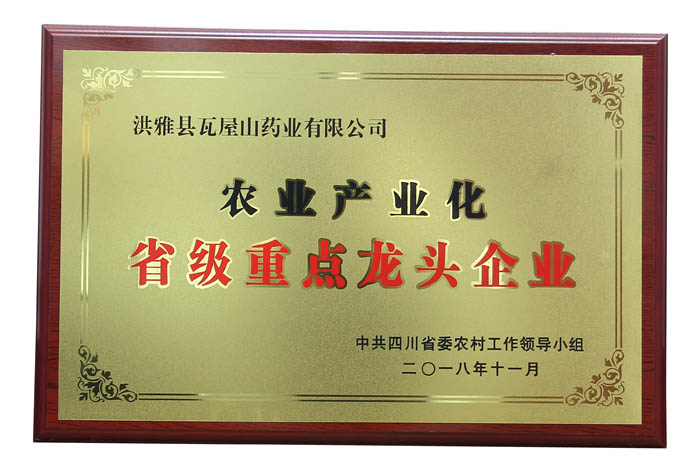 洪雅县瓦屋山药业有限公司
农业产业化
省级重点龙头企业
中共四川省委农村工作领导小组
二〇一八年十一月